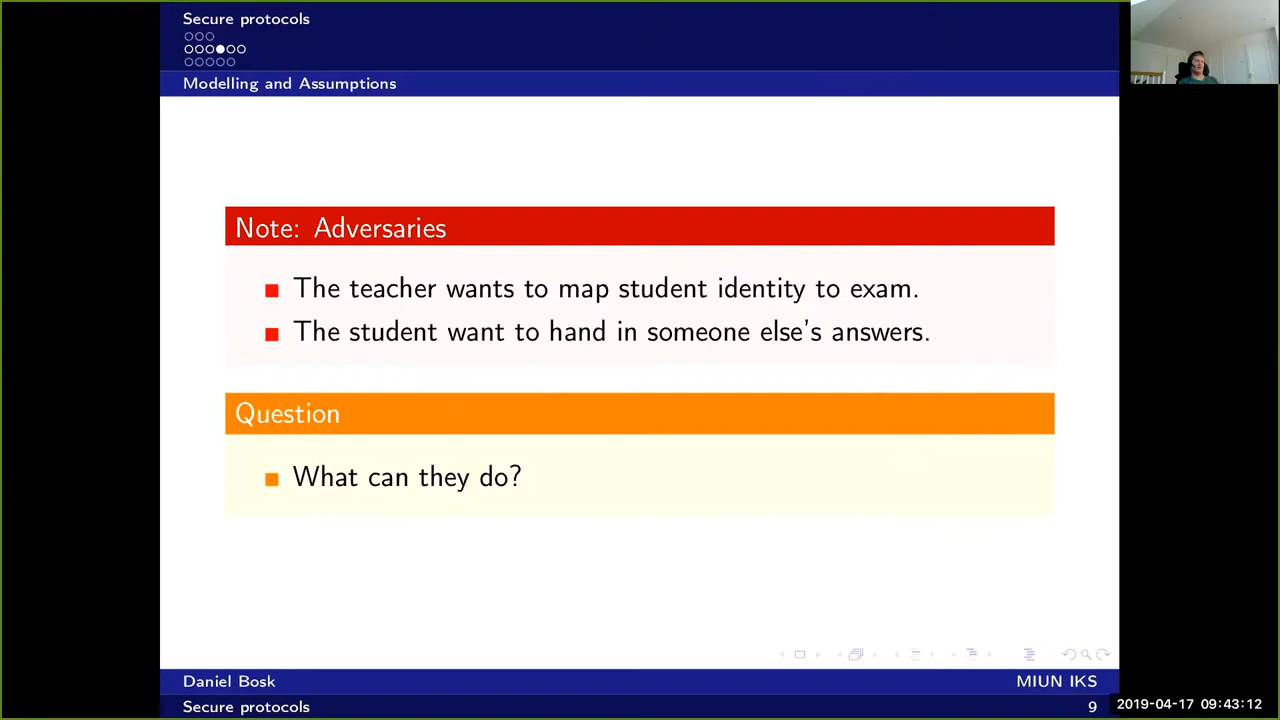 Secure protocols
Modelling and Assumptions
Note: Adversaries
The teacher wants to map student identity to exam.
The student want to hand in someone else's answers.
Question
What can they do?
Daniel Bosk
MIUN IKS
Secure protocols
9
2019-04-17 09:43:12